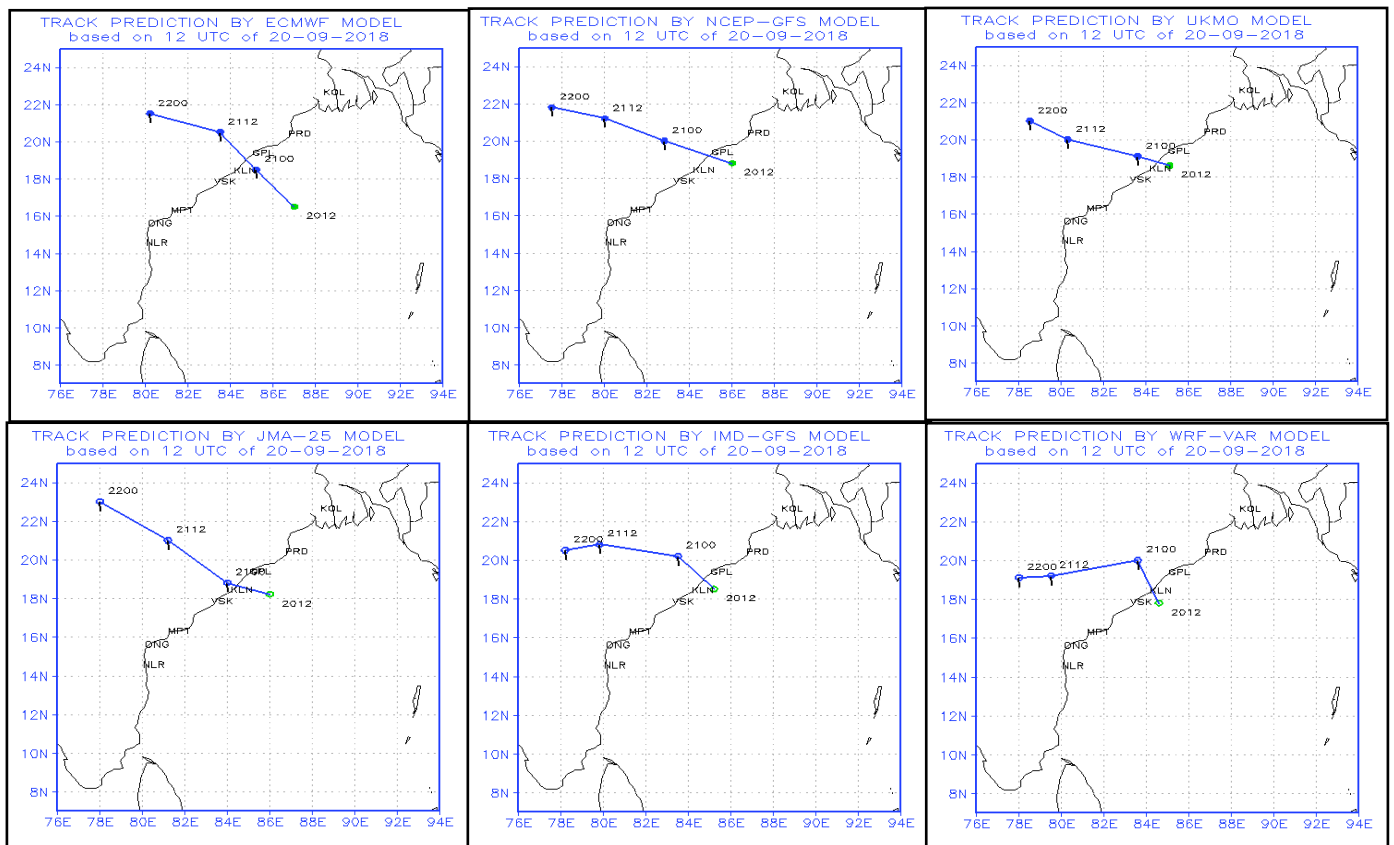 TRACK PREDICTION BY ECMWF MODEL
based on 12 UTC of 20-09-2018
24N
22N
20N
18N
16N
14N
12N
10N
8N
76E 78E 80E 82E 84E 86E 88E 90E 92E 94E
KOL
PRD
GPL
KLN
VSK
MPT
ONG
NLR
2200
2112
2100
2012
TRACK PREDICTION BY NCEP-GFS MODEL
based on 12 UTC of 20-09-2018
24N
22N
20N
18N
16N
14N
12N
10N
8N
76E 78E 80E 82E 84E 86E 88E 90E 92E 94E
KOL
PRD
GPL
KLN
VSK
MPT
ONG
NLR
2200
2112
2100
2012
TRACK PREDICTION BY UKMO MODEL
based on 12 UTC of 20-09-2018
24N
22N
20N
18N
16N
14N
12N
10N
8N
76E 78E 80E 82E 84E 86E 88E 90E 92E 94E
KOL
PRD
GPL
KLN
VSK
MPT
ONG
NLR
2200
2112
2100
2012
TRACK PREDICTION BY JMA-25 MODEL
based on 12 UTC of 20-09-2018
24N
22N
20N
18N
16N
14N
12N
10N
8N
76E 78E 80E 82E 84E 86E 88E 90E 92E 94E
KOL
PRD
GPL
KLN
VSK
MPT
ONG
NLR
2200
2112
2100
2012
TRACK PREDICTION BY IMD-GFS MODEL
based on 12 UTC of 20-09-2018
24N
22N
20N
18N
16N
14N
12N
10N
8N
76E 78E 80E 82E 84E 86E 88E 90E 92E 94E
KOL
PRD
GPL
KLN
VSK
MPT
ONG
NLR
2200
2112
2100
2012
TRACK PREDICTION BY WRF-VAR MODEL
based on 12 UTC of 20-09-2018
24N
22N
20N
18N
16N
14N
12N
10N
8N
76E 78E 80E 82E 84E 86E 88E 90E 92E 94E
KOL
PRD
GPL
KLN
VSK
MPT
ONG
NLR
2200
2112
2100
2012